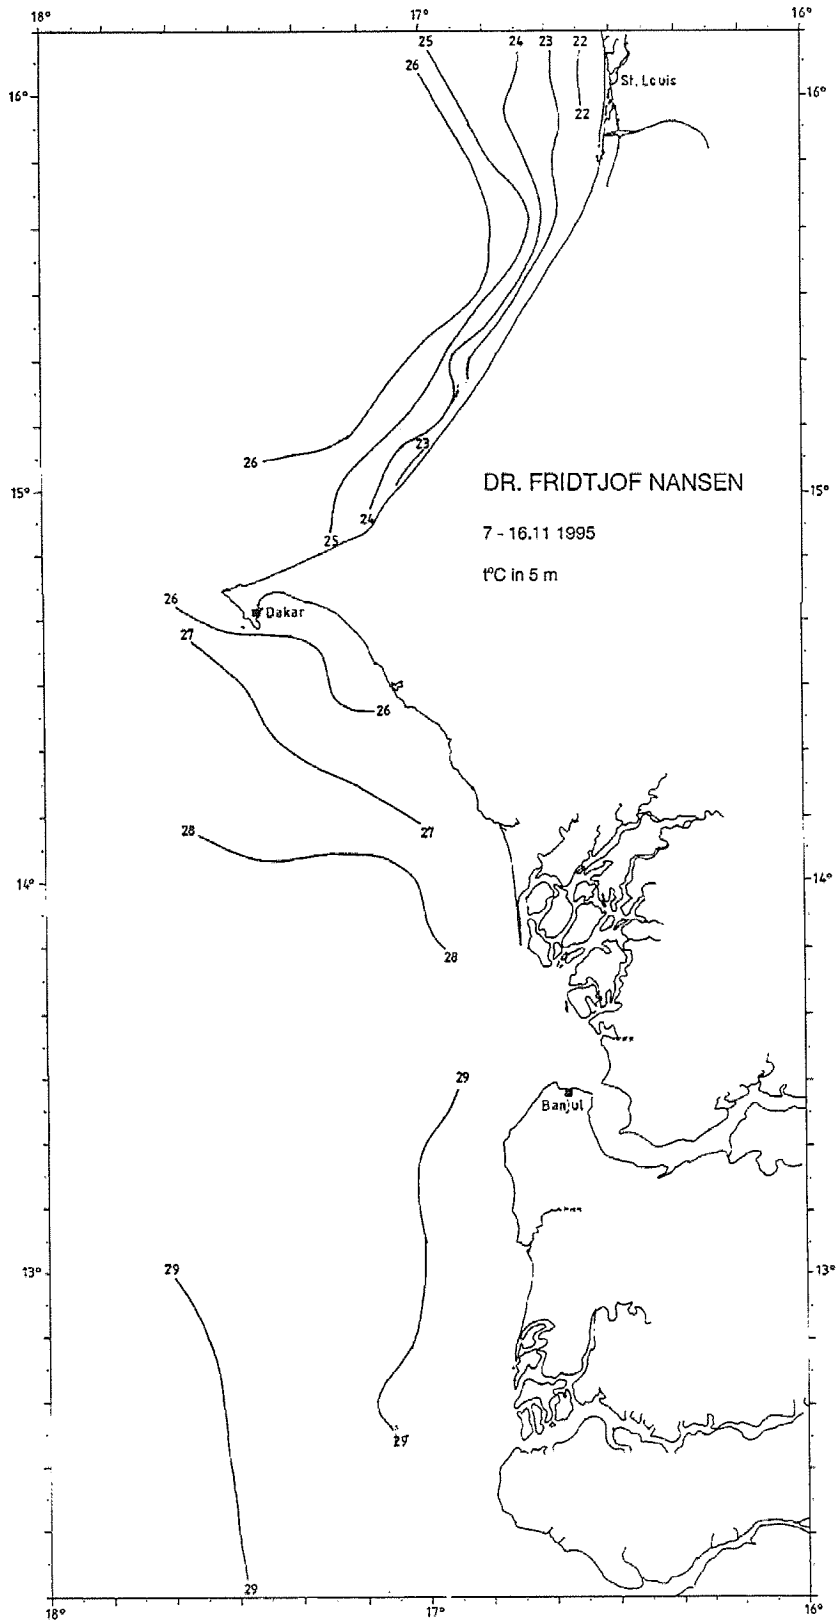 18° 17° 16°
25 24 23 22
26
St. Louis
16° 16°
22
23
26
DR. FRIDTJOF NANSEN
15° 15°
24
25
7 - 16.11 1995
t°C in 5 m
26
Dakar
27
26
28 27
14° 14°
28
29
Banjul
29 13° 13°
29
29
18° 17° 16°